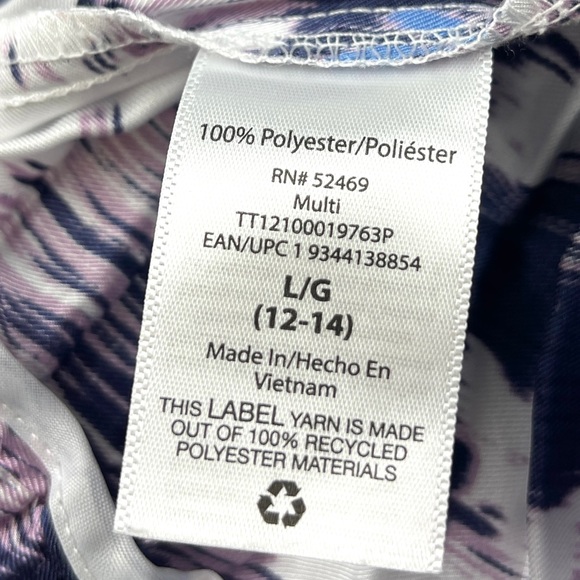 100% Polyester/Poliéster
RN# 52469
Multi
TT12100019763P
EAN/UPC 1 9344138854
L/G
(12-14)
Made In/Hecho En
Vietnam
THIS LABEL YARN IS MADE
OUT OF 100% RECYCLED
POLYESTER MATERIALS